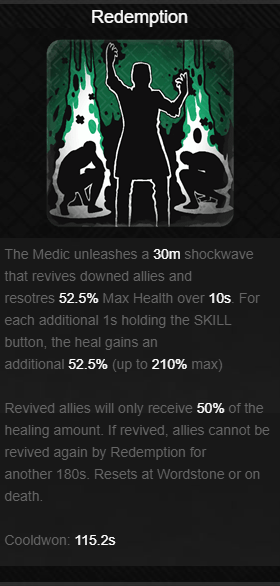 Redemption
The Medic unleashes a 30m shockwave
that revives downed allies and
resotres 52.5% Max Health over 10s. For
each additional 1s holding the SKILL
button, the heal gains an
additional 52.5% (up to 210% max)
Revived allies will only receive 50% of the
healing amount. If revived, allies cannot be
revived again by Redemption for
another 180s. Resets at Wordstone or on
death.
Cooldwon: 115.2s